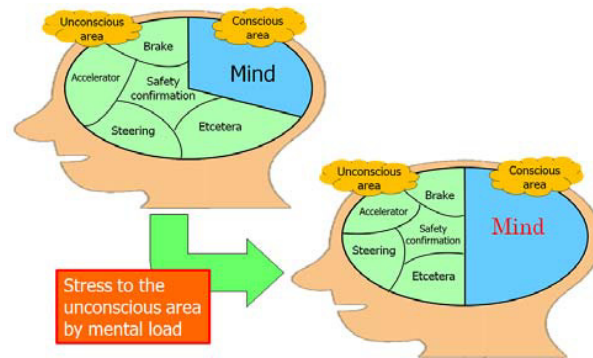 Unconscious
area
Conscious
area
Brake
Mind
Accelerator
Safety
confirmation
Steering
Etcetera
Unconscious
area
Conscious
area
Brake
Accelerator
Safety
confirmation
Mind
Steering
Etcetera
Stress to the
unconscious area
by mental load